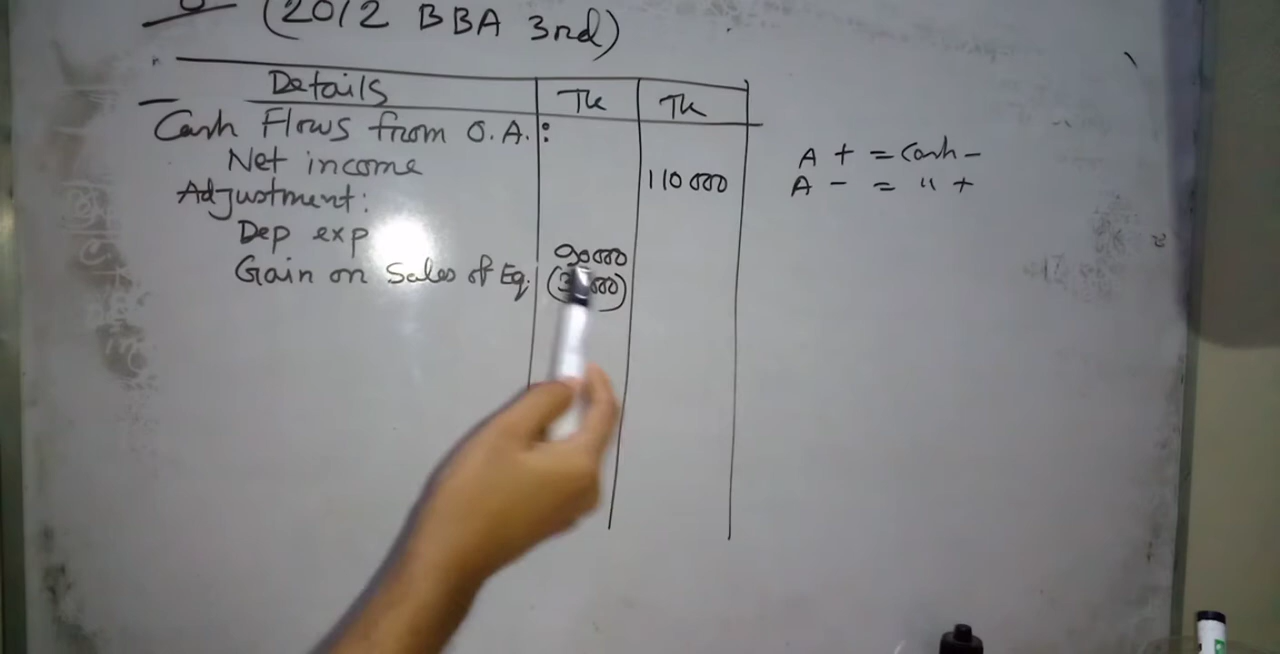 (2012 BBA 3rd)
Details Tk Tk
Cash Flows from O.A.:
Net income 110000
Adjustment:
Dep exp 90000
Gain on Sales of Eq.
A + = Cash -
A - = " +